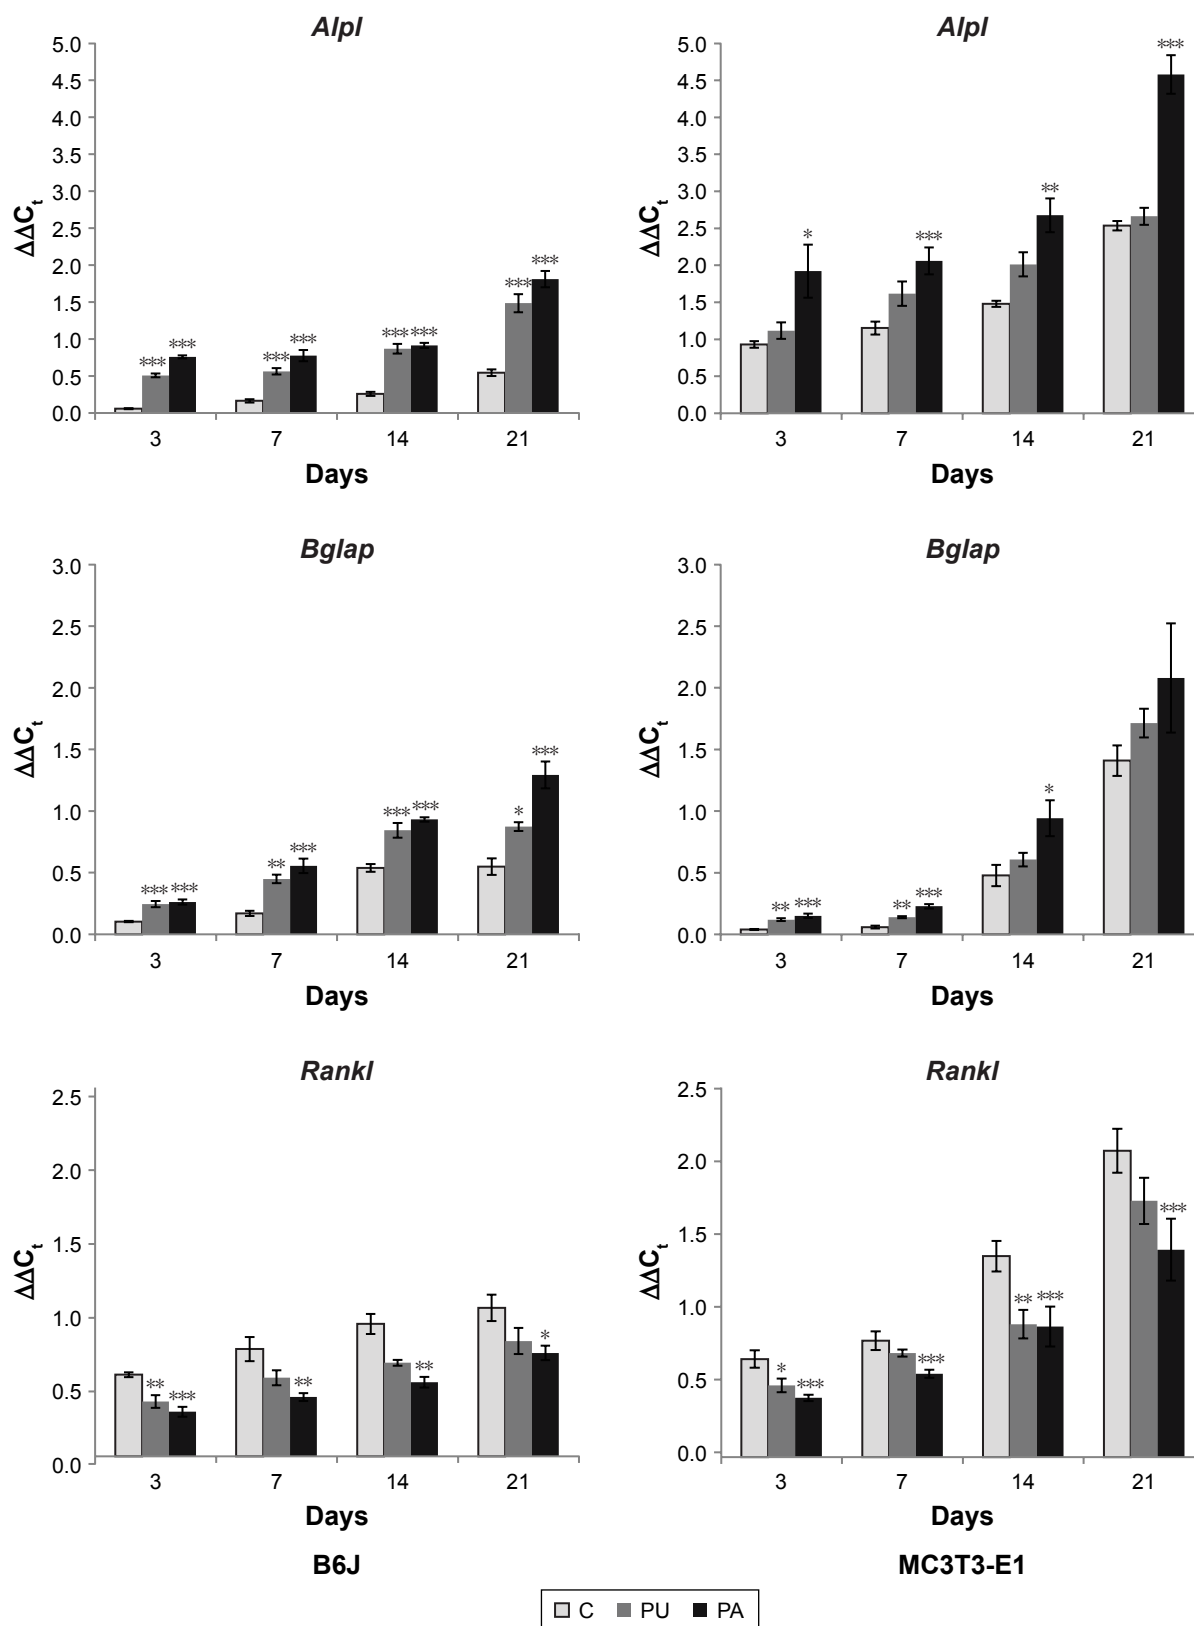 Alpl
5.0
4.5
4.0
3.5
3.0
2.5
2.0
1.5
1.0
0.5
0.0
ΔΔCt
*** *** *** *** *** *** *** ***
3 7 14 21
Days
Alpl
5.0
4.5
4.0
3.5
3.0
2.5
2.0
1.5
1.0
0.5
0.0
ΔΔCt
* *** ** ***
3 7 14 21
Days
Bglap
3.0
2.5
2.0
1.5
1.0
0.5
0.0
ΔΔCt
*** *** ** *** *** *** * ***
3 7 14 21
Days
Bglap
3.0
2.5
2.0
1.5
1.0
0.5
0.0
ΔΔCt
** *** ** *** *
3 7 14 21
Days
Rankl
2.5
2.0
1.5
1.0
0.5
0.0
ΔΔCt
** *** ** ** *
3 7 14 21
Days
B6J
Rankl
2.5
2.0
1.5
1.0
0.5
0.0
ΔΔCt
* *** *** ** *** ***
3 7 14 21
Days
MC3T3-E1
C PU PA